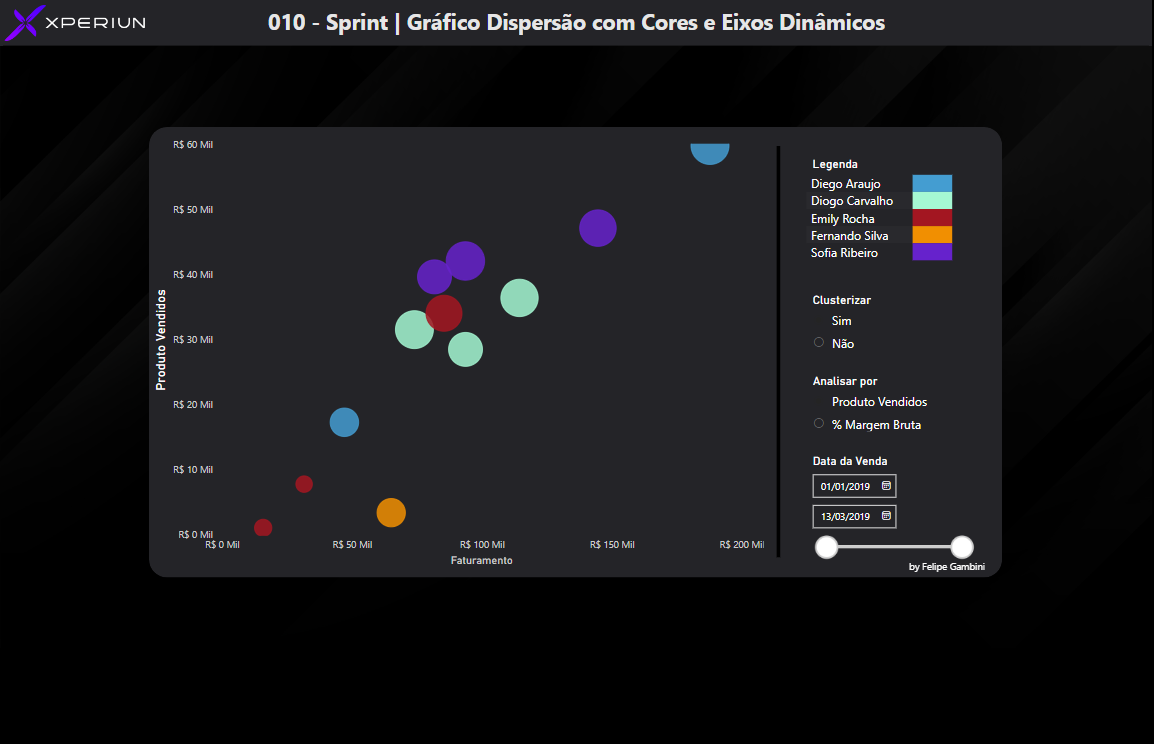 XPERIUN
010 - Sprint | Gráfico Dispersão com Cores e Eixos Dinâmicos
R$ 60 Mil
R$ 50 Mil
R$ 40 Mil
R$ 30 Mil
R$ 20 Mil
R$ 10 Mil
R$ 0 Mil
Produto Vendidos
R$ 0 Mil
R$ 50 Mil
R$ 100 Mil
R$ 150 Mil
R$ 200 Mil
Faturamento
Legenda
Diego Araujo
Diogo Carvalho
Emily Rocha
Fernando Silva
Sofia Ribeiro
Clusterizar
Sim
Não
Analisar por
Produto Vendidos
% Margem Bruta
Data da Venda
01/01/2019
13/03/2019
by Felipe Gambini